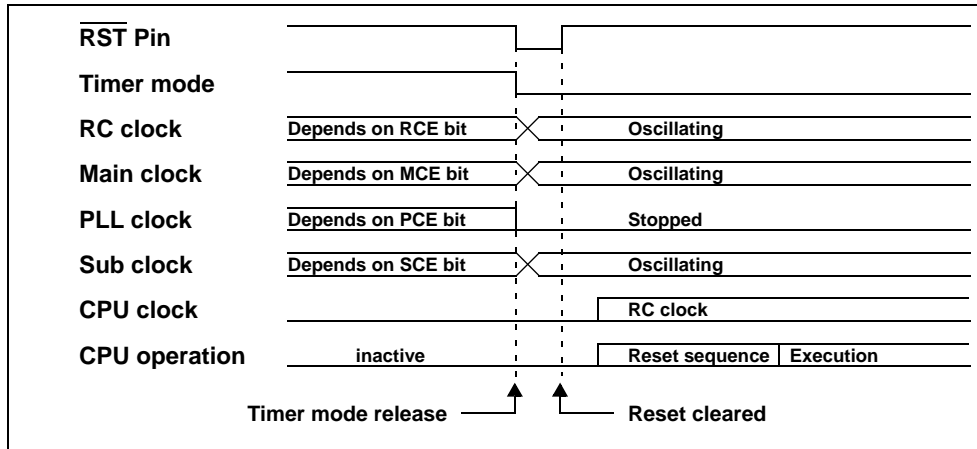 RST Pin
Timer mode
RC clock Depends on RCE bit Oscillating
Main clock Depends on MCE bit Oscillating
PLL clock Depends on PCE bit Stopped
Sub clock Depends on SCE bit Oscillating
CPU clock RC clock
CPU operation inactive Reset sequence Execution
Timer mode release Reset cleared